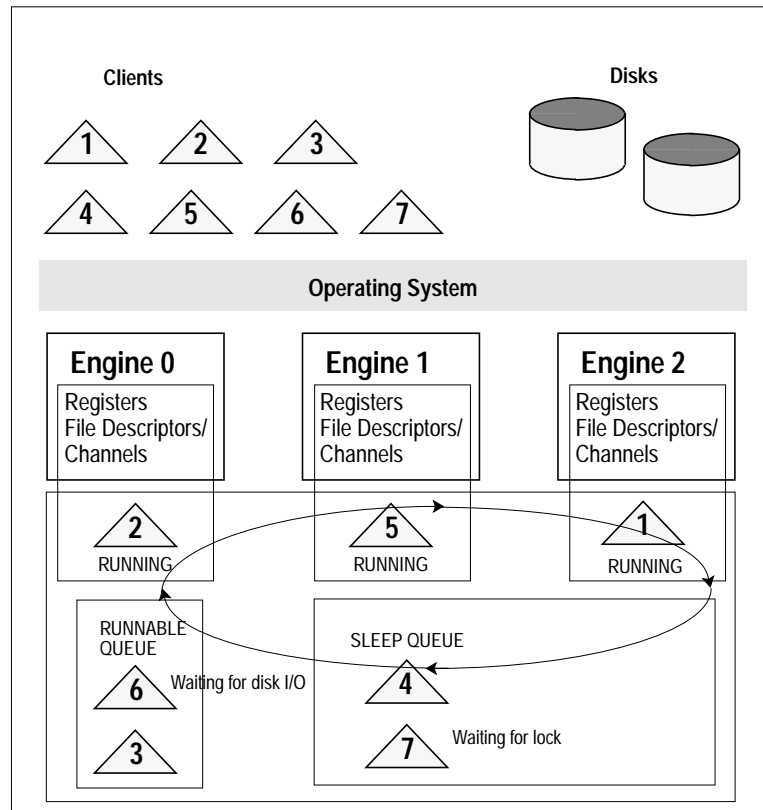 Clients
Disks
1
2
3
4
5
6
7
Operating System
Engine 0
Registers
File Descriptors/
Channels
Engine 1
Registers
File Descriptors/
Channels
Engine 2
Registers
File Descriptors/
Channels
2
RUNNING
5
RUNNING
1
RUNNING
RUNNABLE
QUEUE
6
3
SLEEP QUEUE
Waiting for disk I/O
4
Waiting for lock
7